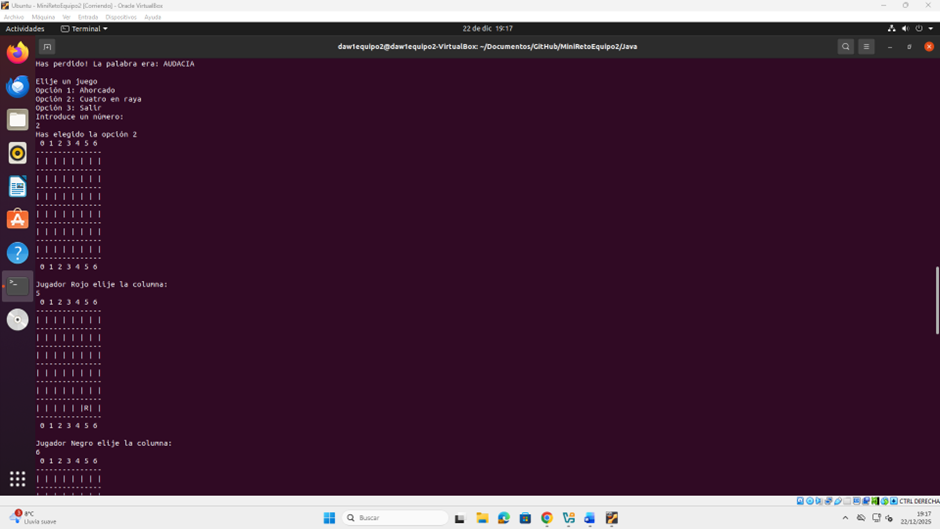 Ubuntu - MiniRetoEquipo2 [Corriendo] - Oracle VirtualBox
Archivo Máquina Ver Entrada Dispositivos Ayuda
Actividades Terminal 22 de dic 19:17
daw1equipo2@daw1equipo2-VirtualBox: ~/Documentos/GitHub/MiniRetoEquipo2/Java
Has perdido! La palabra era: AUDACIA
Elije un juego
Opción 1: Ahorcado
Opción 2: Cuatro en raya
Opción 3: Salir
Introduce un número:
2
Has elegido la opción 2
0 1 2 3 4 5 6
---------------
| | | | | | | |
---------------
| | | | | | | |
---------------
| | | | | | | |
---------------
| | | | | | | |
---------------
| | | | | | | |
---------------
| | | | | | | |
---------------
0 1 2 3 4 5 6
Jugador Rojo elije la columna:
5
0 1 2 3 4 5 6
---------------
| | | | | | | |
---------------
| | | | | | | |
---------------
| | | | | | | |
---------------
| | | | | | | |
---------------
| | | | | | | |
---------------
| | | | | |R| |
---------------
0 1 2 3 4 5 6
Jugador Negro elije la columna:
6
0 1 2 3 4 5 6
---------------
| | | | | | | |
---------------
CTRL DERECHA
3
8°C
Lluvia suave
Buscar
19:17
22/12/2025